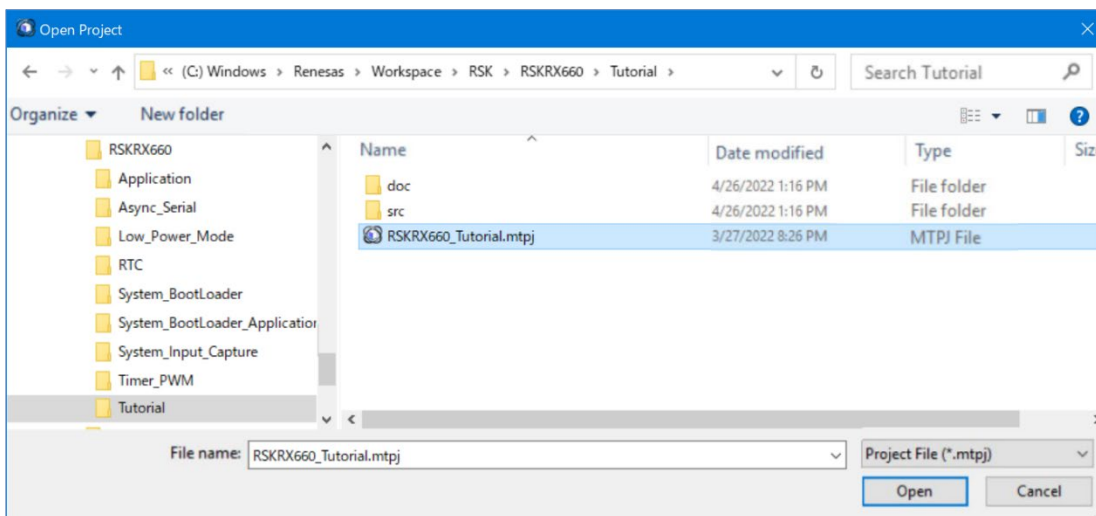 Open Project
« (C:) Windows › Renesas › Workspace › RSK › RSKRX660 › Tutorial ›
Search Tutorial
Organize
New folder
RSKRX660
Application
Async_Serial
Low_Power_Mode
RTC
System_BootLoader
System_BootLoader_Application
System_Input_Capture
Timer_PWM
Tutorial
Name Date modified Type Siz
doc 4/26/2022 1:16 PM File folder
src 4/26/2022 1:16 PM File folder
RSKRX660_Tutorial.mtpj 3/27/2022 8:26 PM MTPJ File
File name: RSKRX660_Tutorial.mtpj Project File (*.mtpj)
Open Cancel